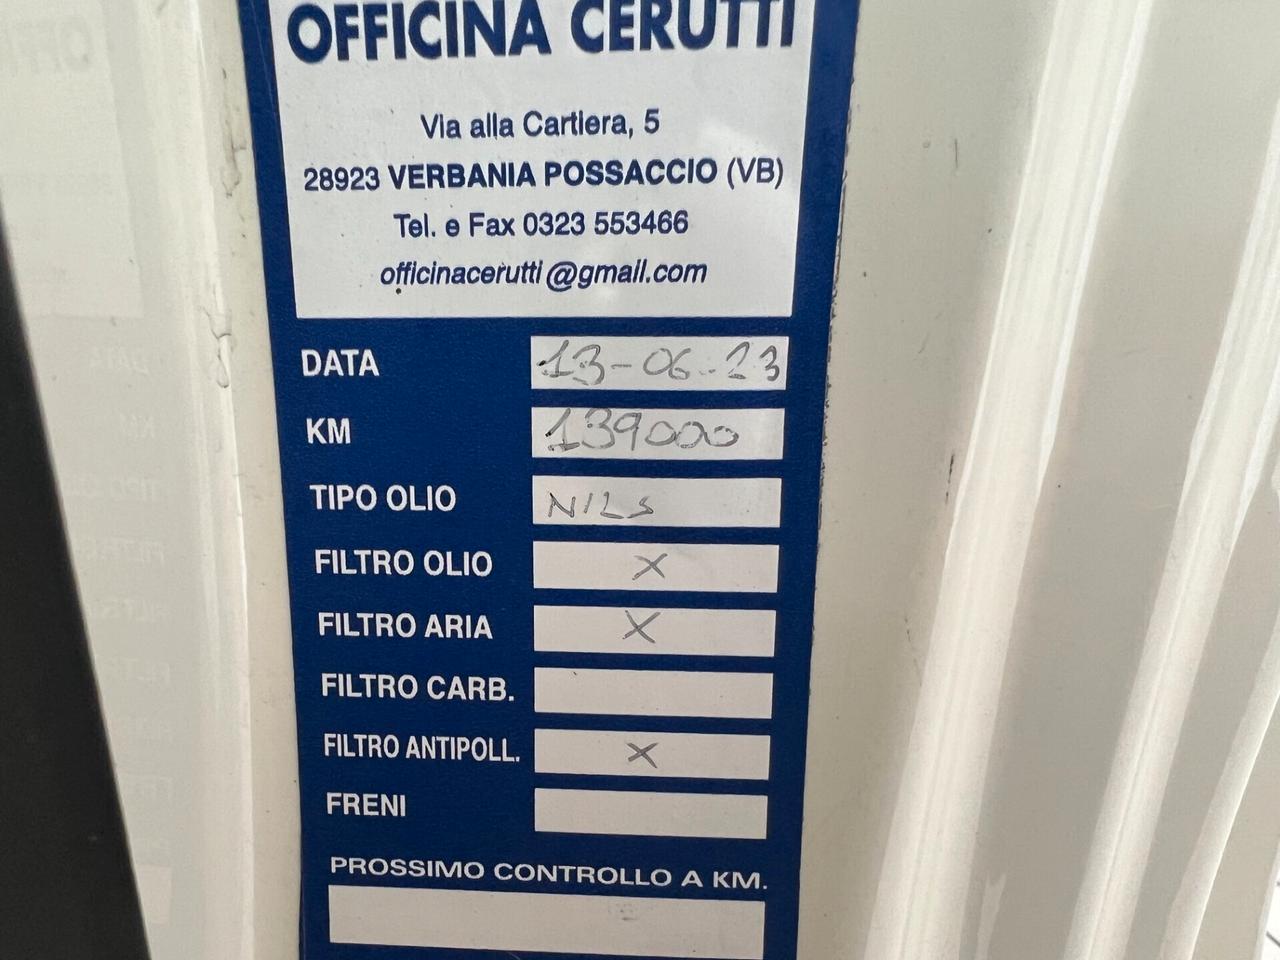 OFFICINA CERUTTI
Via alla Cartiera, 5
28923 VERBANIA POSSACCIO (VB)
Tel. e Fax 0323 553466
officinacerutti@gmail.com
DATA 13-06-23
KM 139000
TIPO OLIO NILS
FILTRO OLIO X
FILTRO ARIA X
FILTRO CARB.
FILTRO ANTIPOLL. X
FRENI
PROSSIMO CONTROLLO A KM.